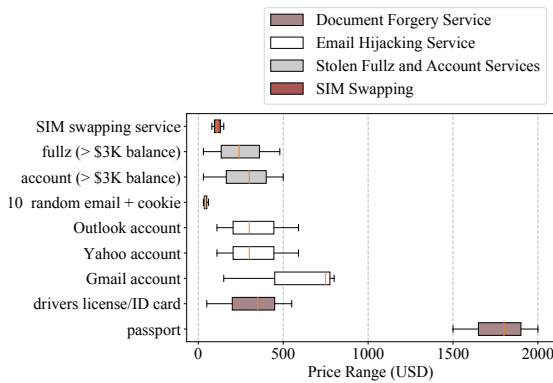 Document Forgery Service
Email Hijacking Service
Stolen Fullz and Account Services
SIM Swapping
SIM swapping service
fullz (> $3K balance)
account (> $3K balance)
10 random email + cookie
Outlook account
Yahoo account
Gmail account
drivers license/ID card
passport
0 500 1000 1500 2000
Price Range (USD)